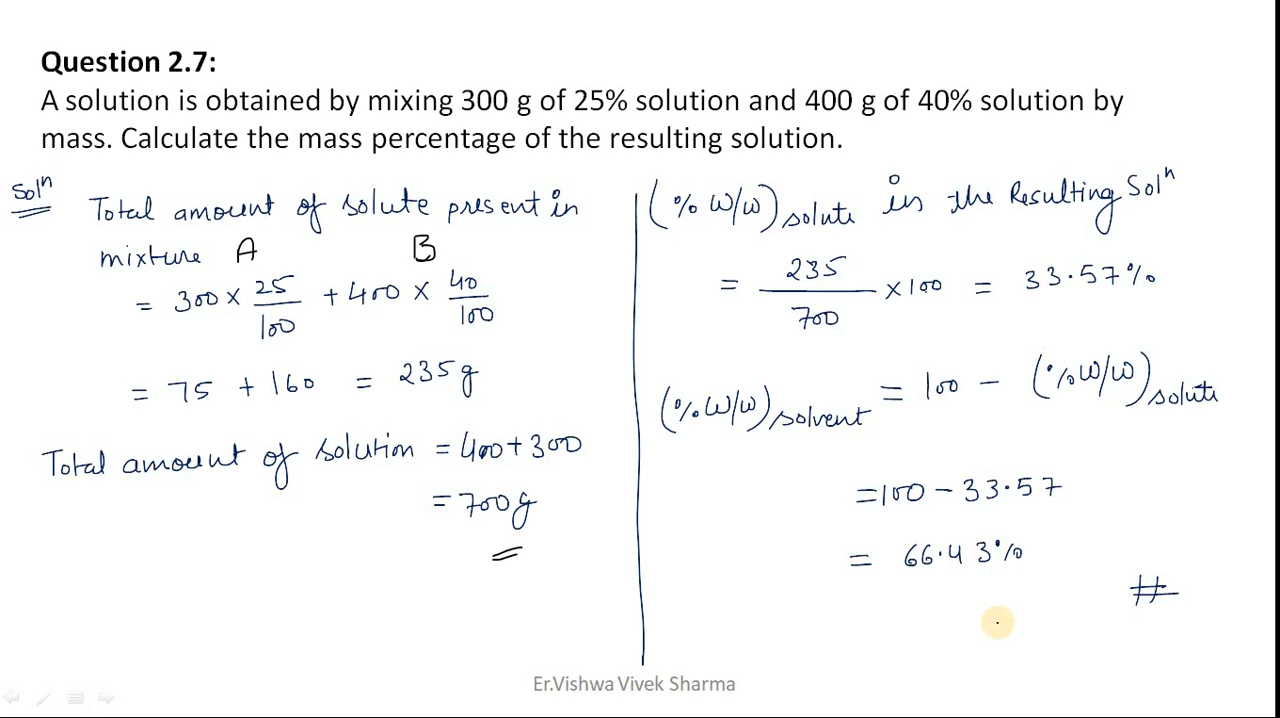 Question 2.7:
A solution is obtained by mixing 300 g of 25% solution and 400 g of 40% solution by
mass. Calculate the mass percentage of the resulting solution.
Solⁿ
Total amount of solute present in
mixture A B
= 300 × 25/100 + 400 × 40/100
= 75 + 160 = 235g
Total amount of solution = 400 + 300
= 700g
(% W/W) solute in the Resulting Solⁿ
= 235/700 × 100 = 33.57%
(% W/W) solvent = 100 - (% W/W) solute
= 100 - 33.57
= 66.43%
#
Er.Vishwa Vivek Sharma